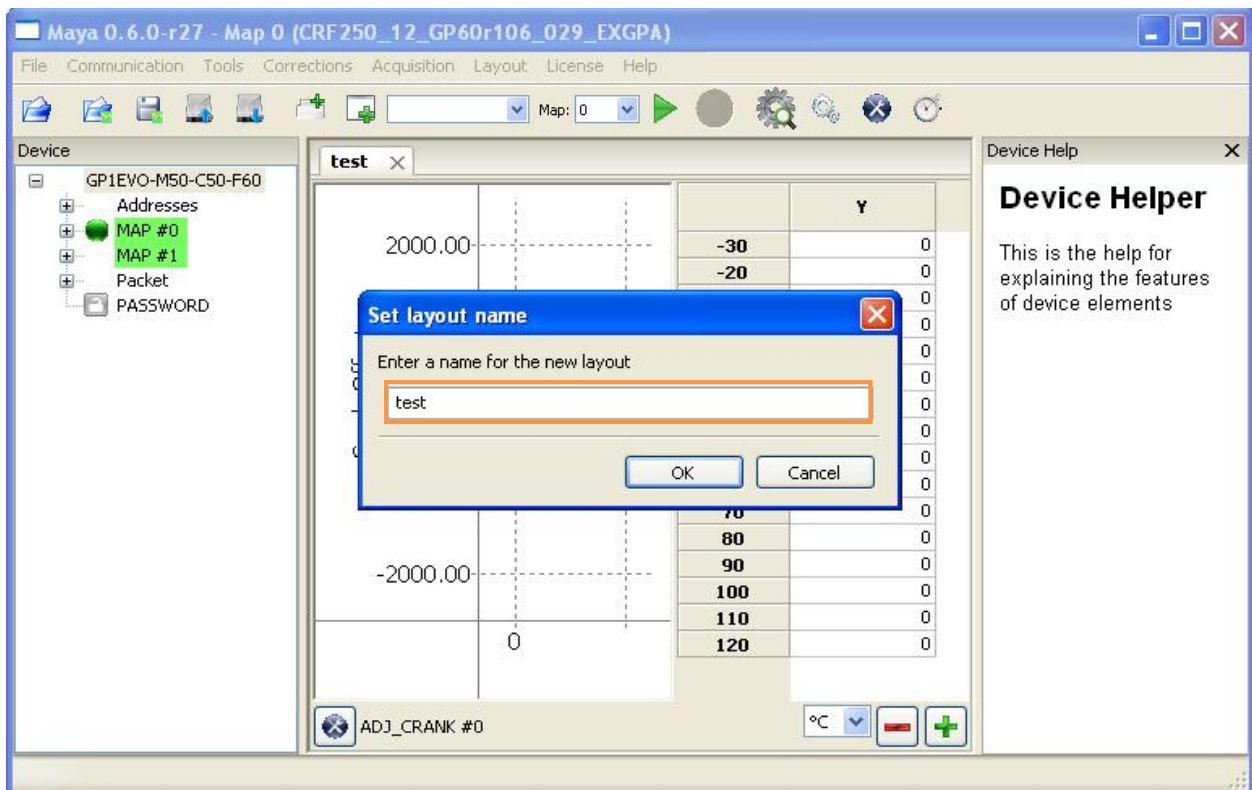 Maya 0.6.0-r27 - Map 0 (CRF250_12_GP60r106_029_EXGPA)
File Communication Tools Corrections Acquisition Layout License Help
Map: 0
Device
GP1EVO-M50-C50-F60
Addresses
MAP #0
MAP #1
Packet
PASSWORD
test
2000.00
-2000.00
0
Y
-30 0
-20 0
0
0
0
0
0
0
0
0
70 0
80 0
90 0
100 0
110 0
120 0
Set layout name
Enter a name for the new layout
test
OK Cancel
ADJ_CRANK #0
°C
Device Help
Device Helper
This is the help for
explaining the features
of device elements